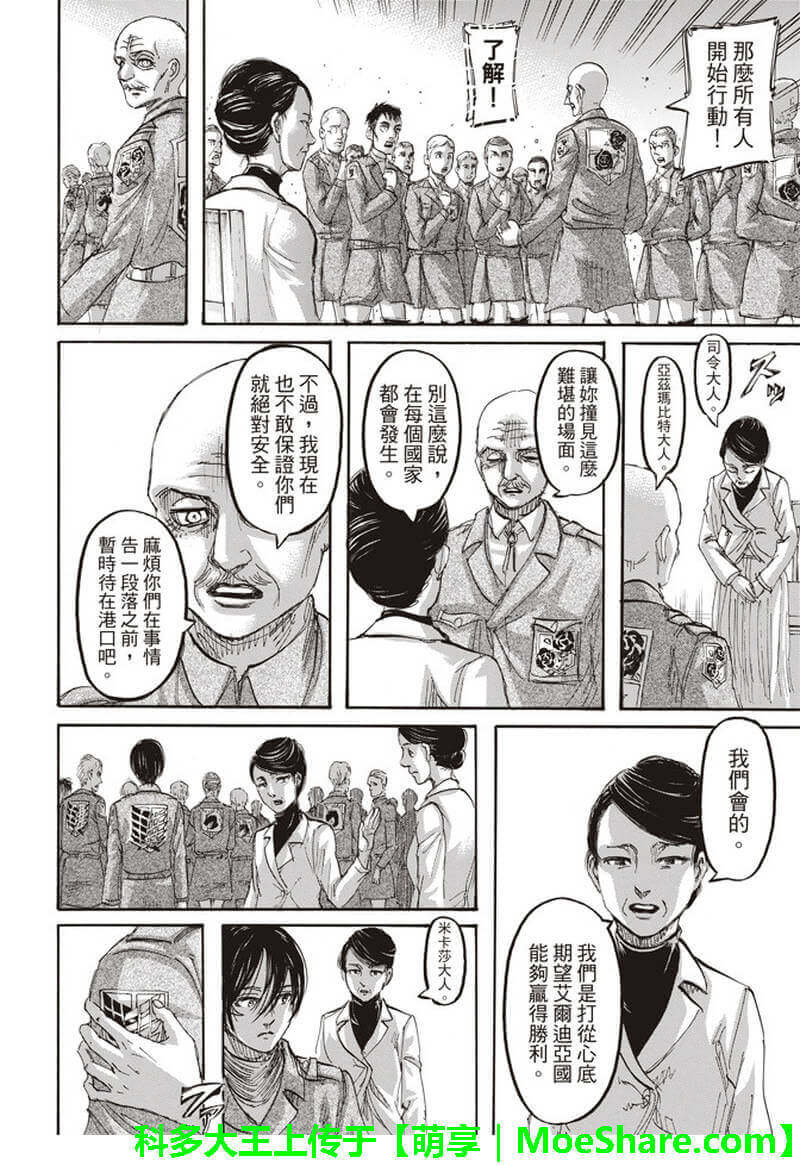 那麼所有人
開始行動！
了解！
司令大人。
亞茲瑪比特大人。
讓妳撞見這麼
難堪的場面。
別這麼說，
在每個國家
都會發生。
不過，我現在
也不敢保證你們
就絕對安全。
麻煩你們在事情
告一段落之前，
暫時待在港口吧。
我們會的。
我們是打從心底
期望艾爾迪亞國
能夠贏得勝利。
米卡莎大人。
科多大王上传于【萌享】MoeShare.com】